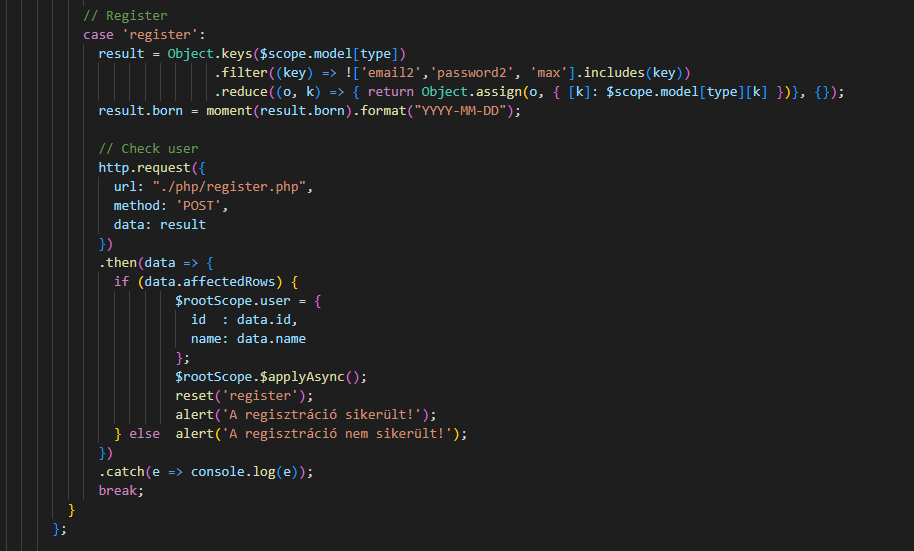 // Register
case 'register':
result = Object.keys($scope.model[type])
.filter((key) => !['email2','password2', 'max'].includes(key))
.reduce((o, k) => { return Object.assign(o, { [k]: $scope.model[type][k] })}, {});
result.born = moment(result.born).format("YYYY-MM-DD");
// Check user
http.request({
url: "./php/register.php",
method: 'POST',
data: result
})
.then(data => {
if (data.affectedRows) {
$rootScope.user = {
id  : data.id,
name: data.name
};
$rootScope.$applyAsync();
reset('register');
alert('A regisztráció sikerült!');
} else  alert('A regisztráció nem sikerült!');
})
.catch(e => console.log(e));
break;
}
};